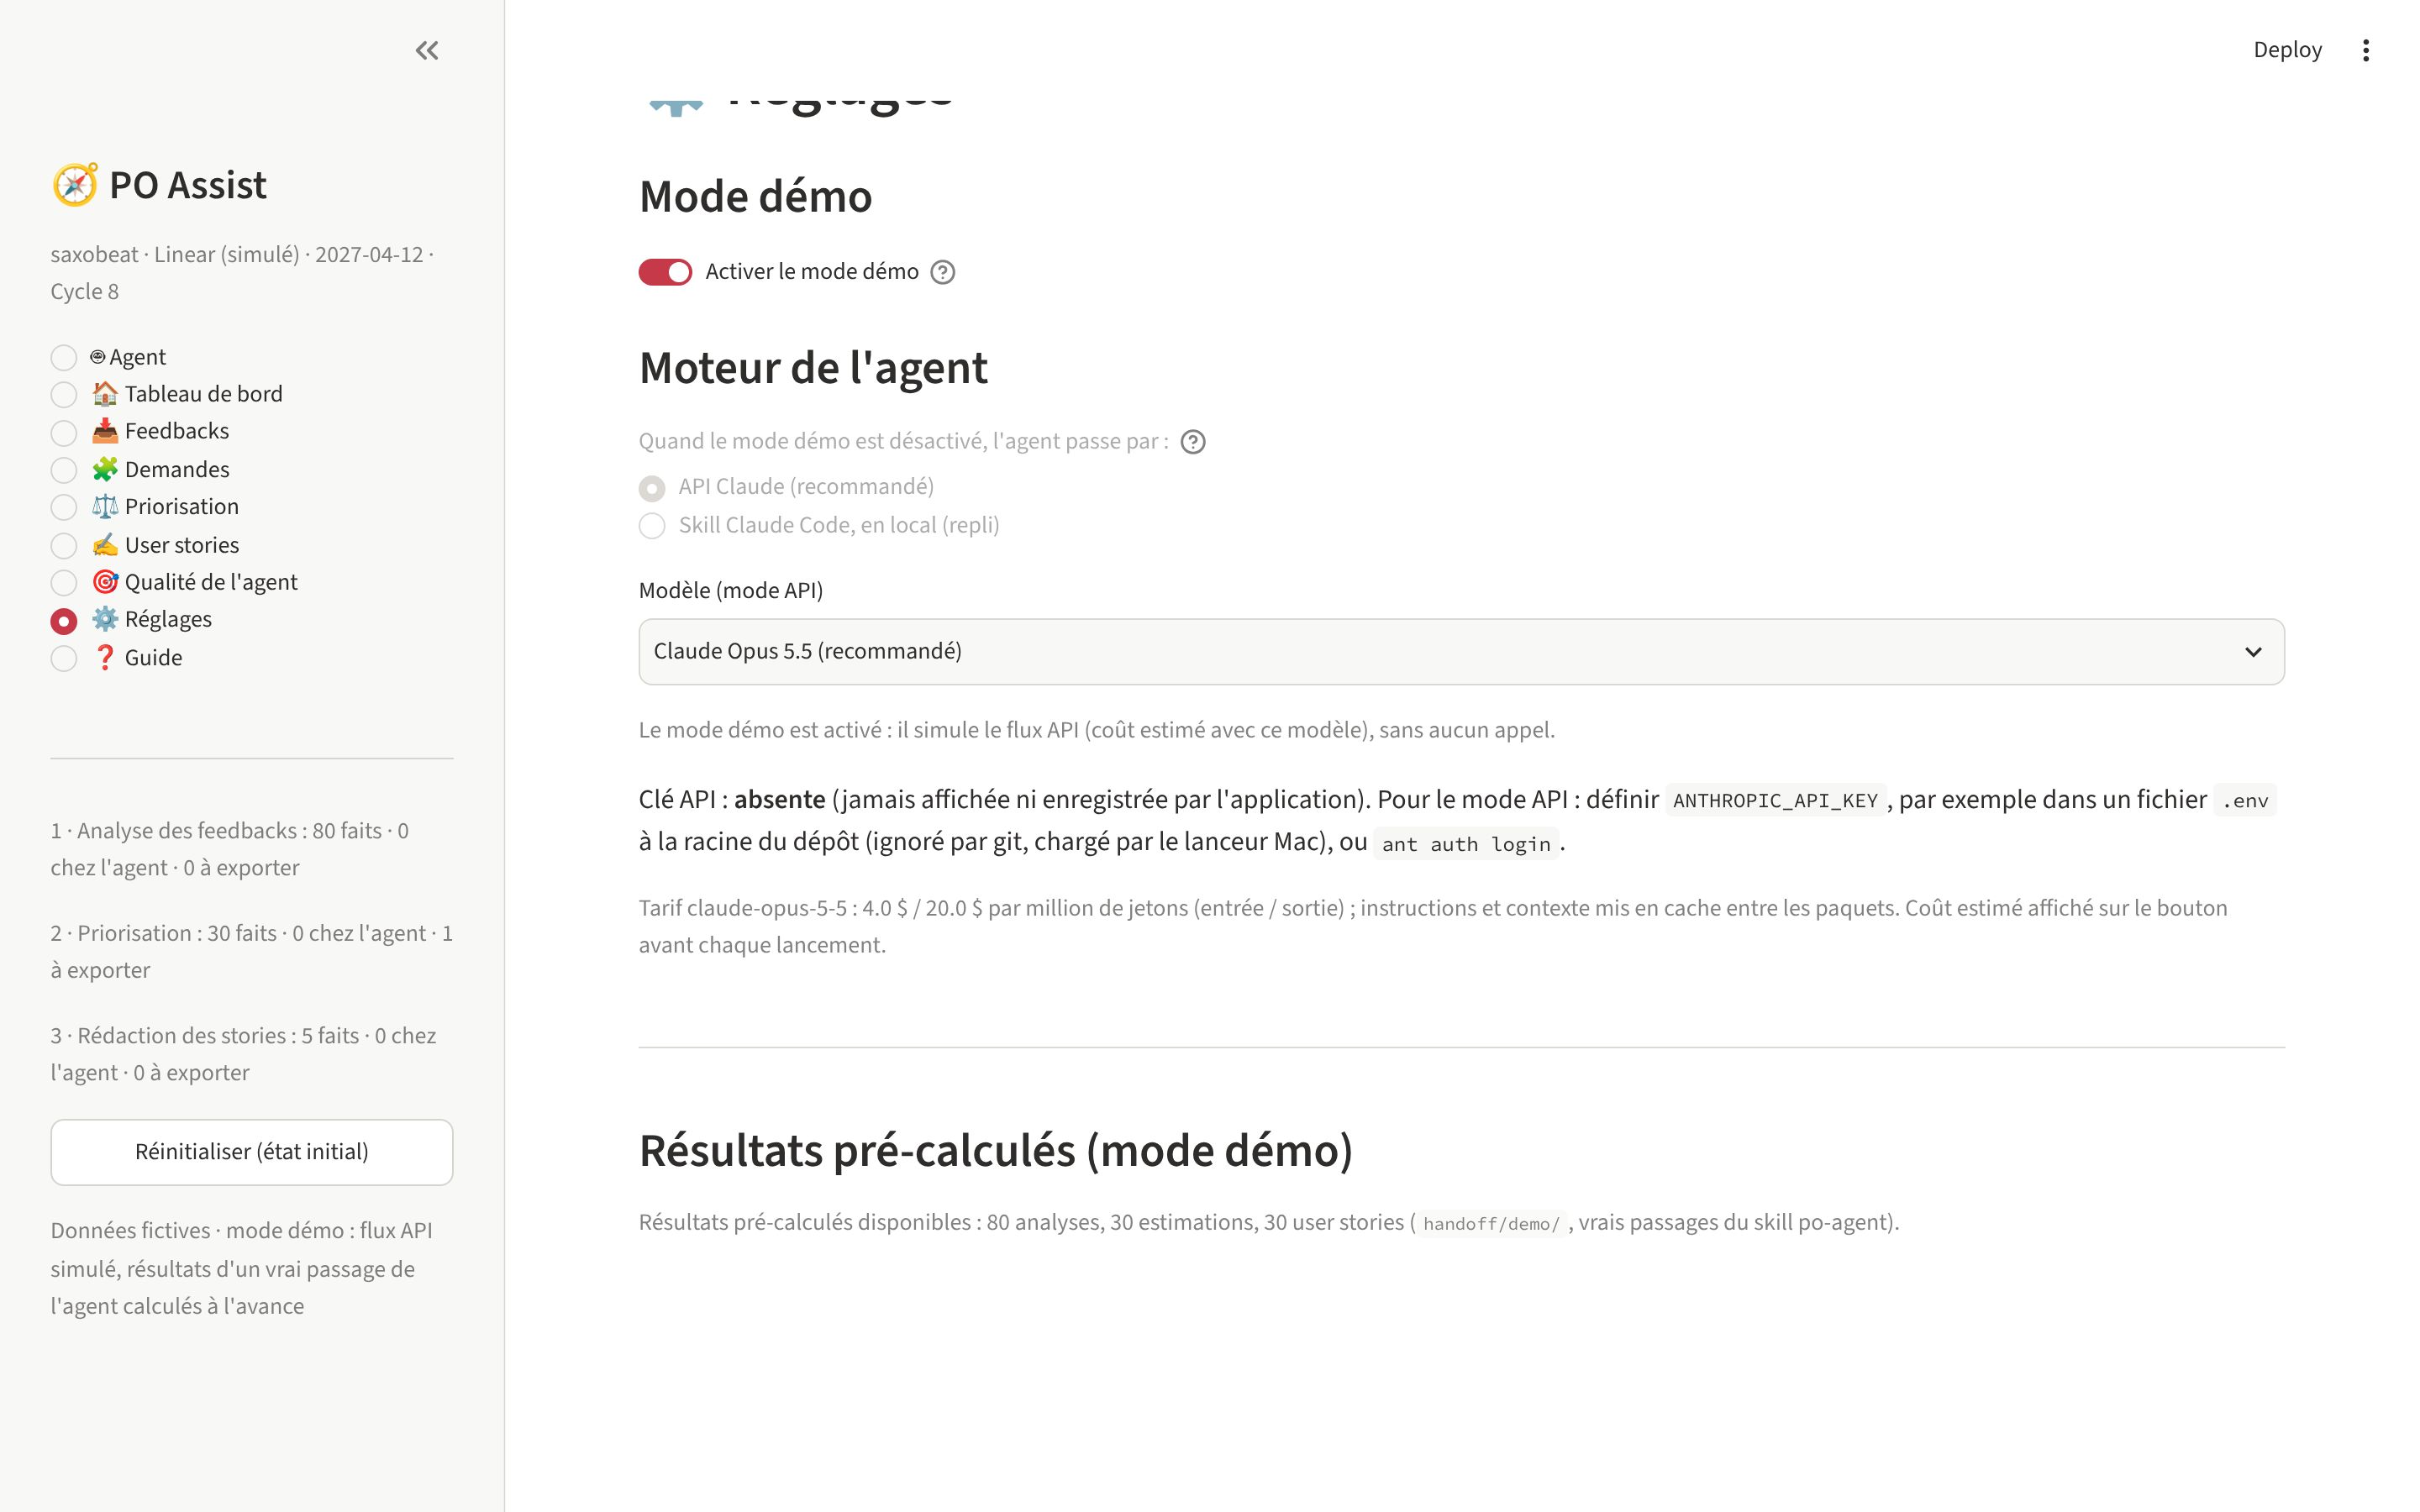 Deploy
Réglages
PO Assist
saxobeat · Linear (simulé) · 2027-04-12 ·
Cycle 8
Agent
Tableau de bord
Feedbacks
Demandes
Priorisation
User stories
Qualité de l'agent
Réglages
Guide
1 · Analyse des feedbacks : 80 faits · 0
chez l'agent · 0 à exporter
2 · Priorisation : 30 faits · 0 chez l'agent · 1
à exporter
3 · Rédaction des stories : 5 faits · 0 chez
l'agent · 0 à exporter
Réinitialiser (état initial)
Données fictives · mode démo : flux API
simulé, résultats d'un vrai passage de
l'agent calculés à l'avance
Mode démo
Activer le mode démo
Moteur de l'agent
Quand le mode démo est désactivé, l'agent passe par :
API Claude (recommandé)
Skill Claude Code, en local (repli)
Modèle (mode API)
Claude Opus 5.5 (recommandé)
Le mode démo est activé : il simule le flux API (coût estimé avec ce modèle), sans aucun appel.
Clé API : absente (jamais affichée ni enregistrée par l'application). Pour le mode API : définir ANTHROPIC_API_KEY , par exemple dans un fichier .env
à la racine du dépôt (ignoré par git, chargé par le lanceur Mac), ou ant auth login .
Tarif claude-opus-5-5 : 4.0 $ / 20.0 $ par million de jetons (entrée / sortie) ; instructions et contexte mis en cache entre les paquets. Coût estimé affiché sur le bouton
avant chaque lancement.
Résultats pré-calculés (mode démo)
Résultats pré-calculés disponibles : 80 analyses, 30 estimations, 30 user stories ( handoff/demo/ , vrais passages du skill po-agent).